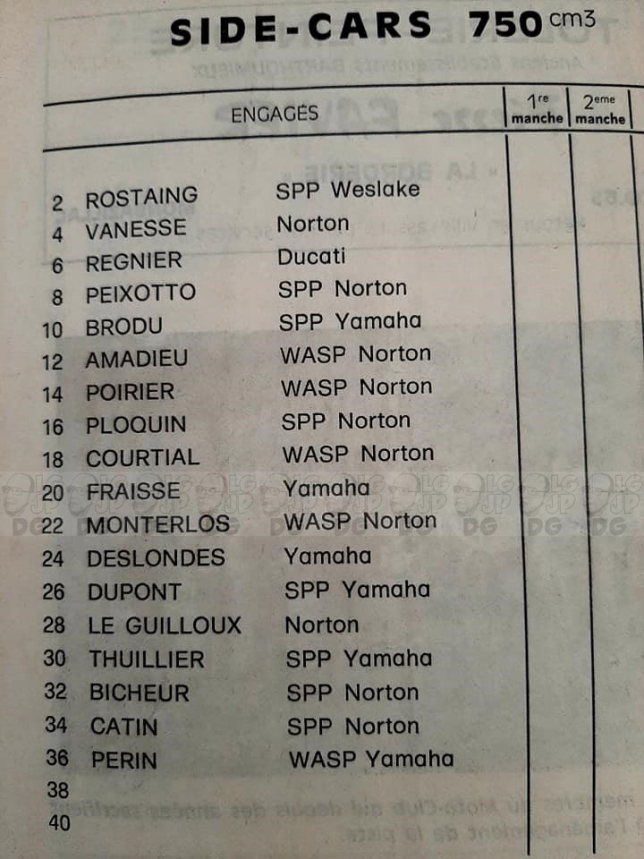 SIDE-CARS 750 cm3
ENGAGÉS 1re manche 2eme manche
2 ROSTAING SPP Weslake
4 VANESSE Norton
6 REGNIER Ducati
8 PEIXOTTO SPP Norton
10 BRODU SPP Yamaha
12 AMADIEU WASP Norton
14 POIRIER WASP Norton
16 PLOQUIN SPP Norton
18 COURTIAL WASP Norton
20 FRAISSE Yamaha
22 MONTERLOS WASP Norton
24 DESLONDES Yamaha
26 DUPONT SPP Yamaha
28 LE GUILLOUX Norton
30 THUILLIER SPP Yamaha
32 BICHEUR SPP Norton
34 CATIN SPP Norton
36 PERIN WASP Yamaha
38
40